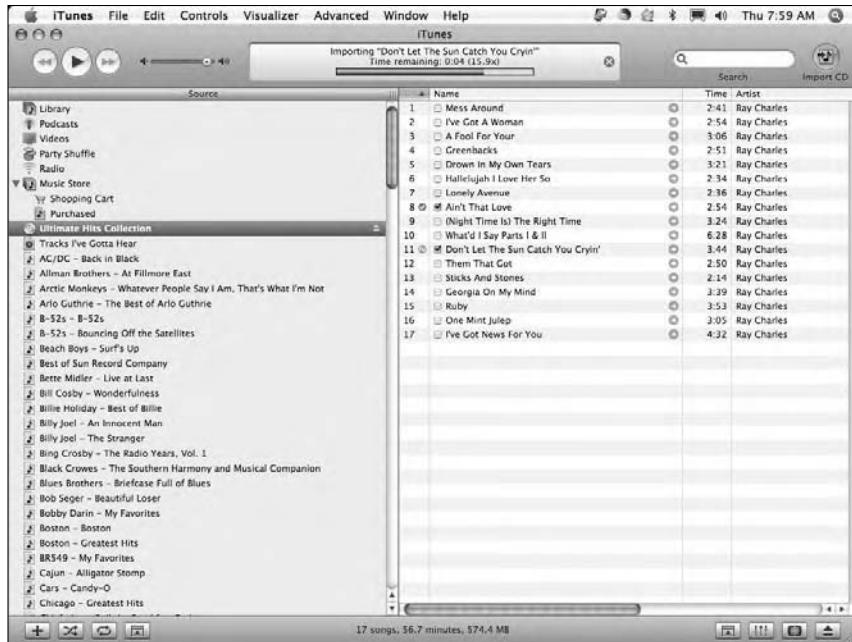 iTunes File Edit Controls Visualizer Advanced Window Help Thu 7:59 AM
iTunes
Importing "Don't Let The Sun Catch You Cryin'"
Time remaining: 0:04 (15.9x)
Search Import CD
Source
Library
Podcasts
Videos
Party Shuffle
Radio
Music Store
Shopping Cart
Purchased
Ultimate Hits Collection
Tracks I've Gotta Hear
AC/DC - Back in Black
Allman Brothers - At Fillmore East
Arctic Monkeys - Whatever People Say I Am, That's What I'm Not
Arlo Guthrie - The Best of Arlo Guthrie
B-52s - B-52s
B-52s - Bouncing Off the Satellites
Beach Boys - Surf's Up
Best of Sun Record Company
Bette Midler - Live at Last
Bill Cosby - Wonderfulness
Billie Holiday - Best of Billie
Billy Joel - An Innocent Man
Billy Joel - The Stranger
Bing Crosby - The Radio Years, Vol. 1
Black Crowes - The Southern Harmony and Musical Companion
Blues Brothers - Briefcase Full of Blues
Bob Seger - Beautiful Loser
Bobby Darin - My Favorites
Boston - Boston
Boston - Greatest Hits
BR549 - My Favorites
Cajun - Alligator Stomp
Cars - Candy-O
Chicago - Greatest Hits
Name Time Artist
1 Mess Around 2:41 Ray Charles
2 I've Got A Woman 2:54 Ray Charles
3 A Fool For Your 3:06 Ray Charles
4 Greenbacks 2:51 Ray Charles
5 Drown In My Own Tears 3:21 Ray Charles
6 Hallelujah I Love Her So 2:34 Ray Charles
7 Lonely Avenue 2:36 Ray Charles
8 Ain't That Love 2:54 Ray Charles
9 (Night Time Is) The Right Time 3:24 Ray Charles
10 What'd I Say Parts I & II 6:28 Ray Charles
11 Don't Let The Sun Catch You Cryin' 3:44 Ray Charles
12 Them That Got 2:50 Ray Charles
13 Sticks And Stones 2:14 Ray Charles
14 Georgia On My Mind 3:39 Ray Charles
15 Ruby 3:53 Ray Charles
16 One Mint Julep 3:05 Ray Charles
17 I've Got News For You 4:32 Ray Charles
17 songs, 56.7 minutes, 574.4 MB